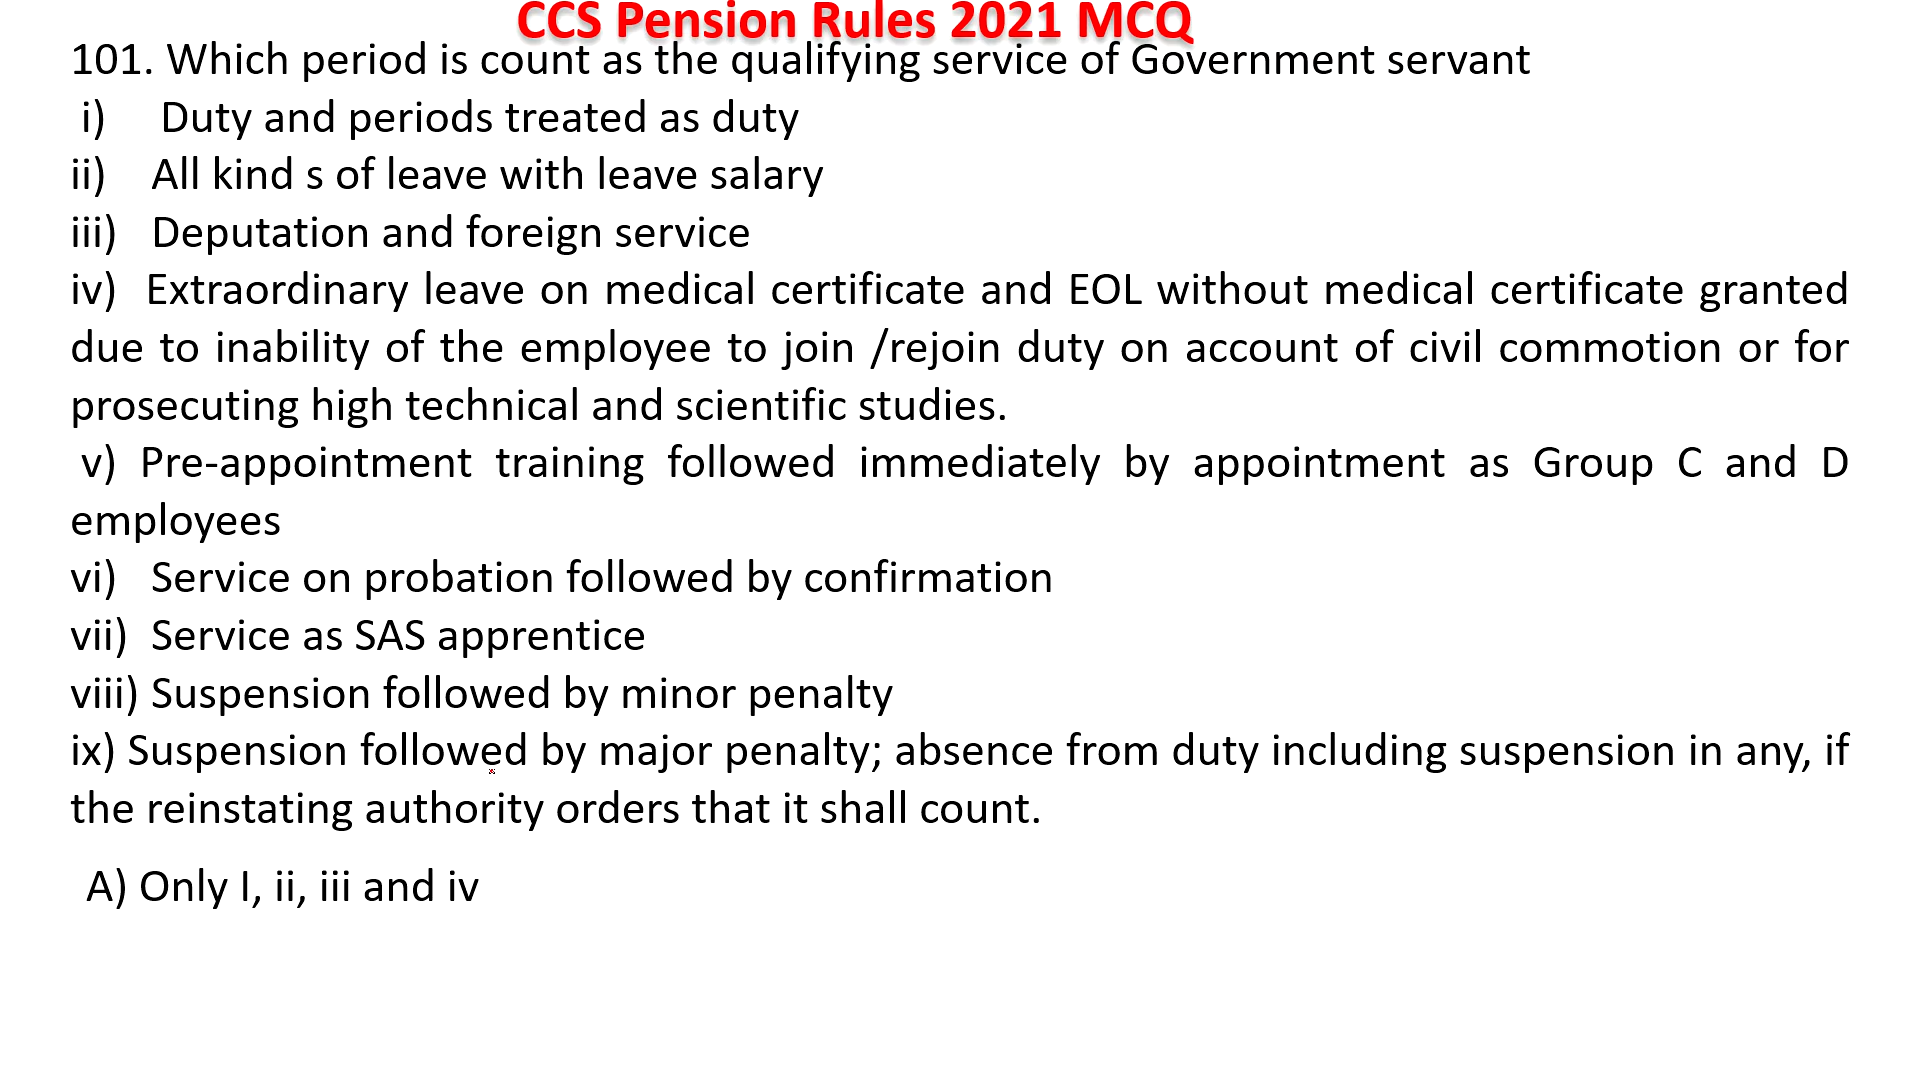 CCS Pension Rules 2021 MCQ
101. Which period is count as the qualifying service of Government servant
i) Duty and periods treated as duty
ii) All kind s of leave with leave salary
iii) Deputation and foreign service
iv) Extraordinary leave on medical certificate and EOL without medical certificate granted
due to inability of the employee to join /rejoin duty on account of civil commotion or for
prosecuting high technical and scientific studies.
v) Pre-appointment training followed immediately by appointment as Group C and D
employees
vi) Service on probation followed by confirmation
vii) Service as SAS apprentice
viii) Suspension followed by minor penalty
ix) Suspension followed by major penalty; absence from duty including suspension in any, if
the reinstating authority orders that it shall count.
A) Only I, ii, iii and iv